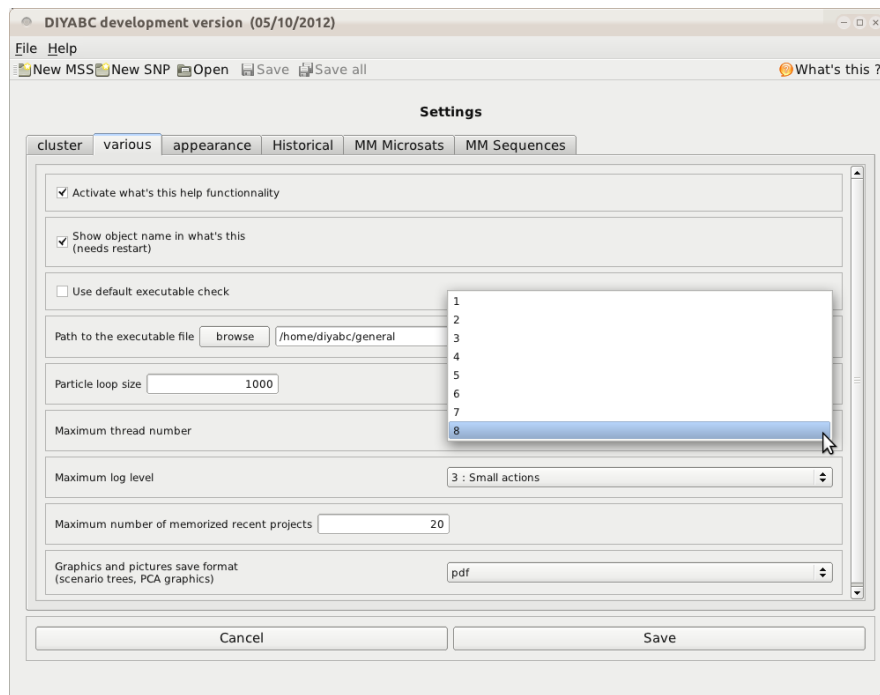 DIYABC development version (05/10/2012)
File Help
New MSS New SNP Open Save Save all What's this ?
Settings
cluster various appearance Historical MM Microsats MM Sequences
Activate what's this help functionnality
Show object name in what's this
(needs restart)
Use default executable check
Path to the executable file browse /home/diyabc/general
Particle loop size 1000
Maximum thread number
1
2
3
4
5
6
7
8
Maximum log level 3 : Small actions
Maximum number of memorized recent projects 20
Graphics and pictures save format
(scenario trees, PCA graphics) pdf
Cancel Save